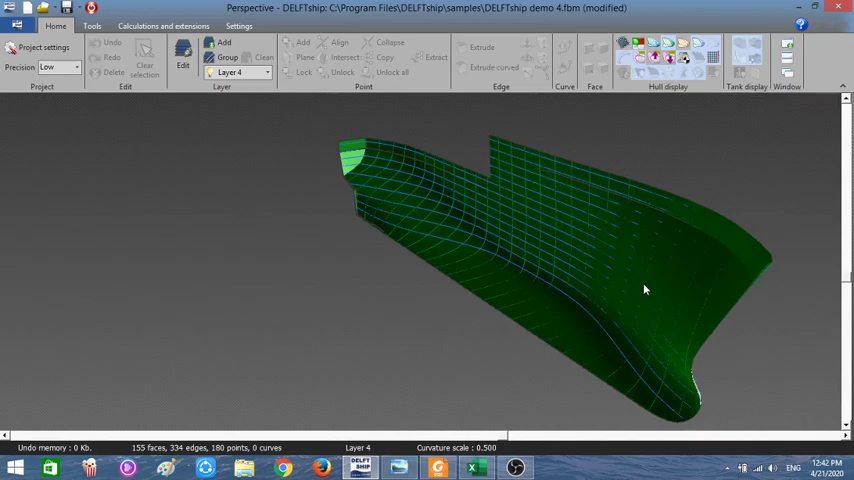 Perspective - DELFTship: C:\Program Files\DELFTship\samples\DELFTship demo 4.fbm (modified)
Home Tools Calculations and extensions Settings
Project settings
Precision Low
Project
Undo
Redo
Delete
Clear selection
Edit
Edit
Add
Group Clean
Layer 4
Layer
Add Align Collapse
Plane Intersect Copy Extract
Lock Unlock Unlock all
Point
Extrude
Extrude curved
Edge
Curve
Face
Hull display
Tank display
Window
Undo memory : 0 Kb. 155 faces, 334 edges, 180 points, 0 curves Layer 4 Curvature scale : 0.500
DELFT SHIP
ENG
12:42 PM
4/21/2020